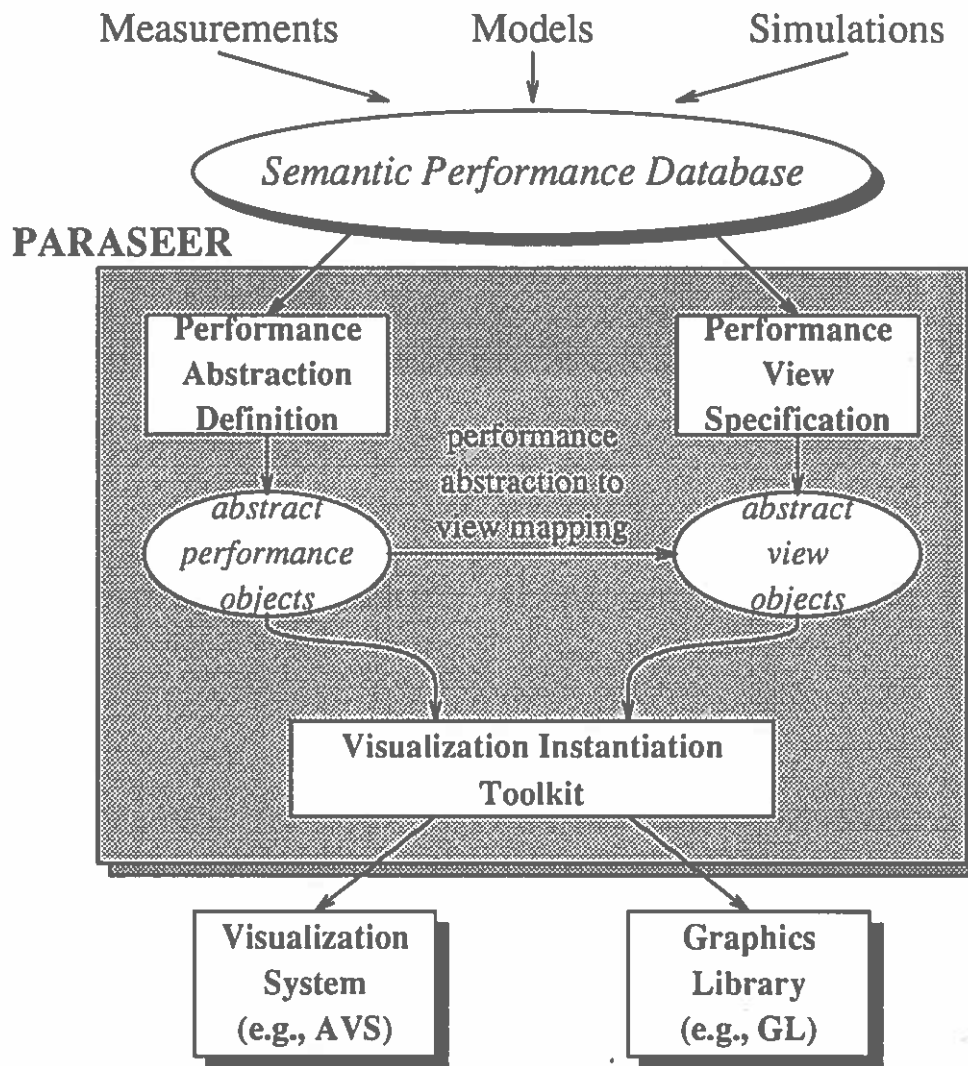 Measurements Models Simulations
Semantic Performance Database
PARASEER
Performance
Abstraction
Definition
Performance
View
Specification
performance
abstraction to
view mapping
abstract
performance
objects
abstract
view
objects
Visualization Instantiation
Toolkit
Visualization
System
(e.g., AVS)
Graphics
Library
(e.g., GL)